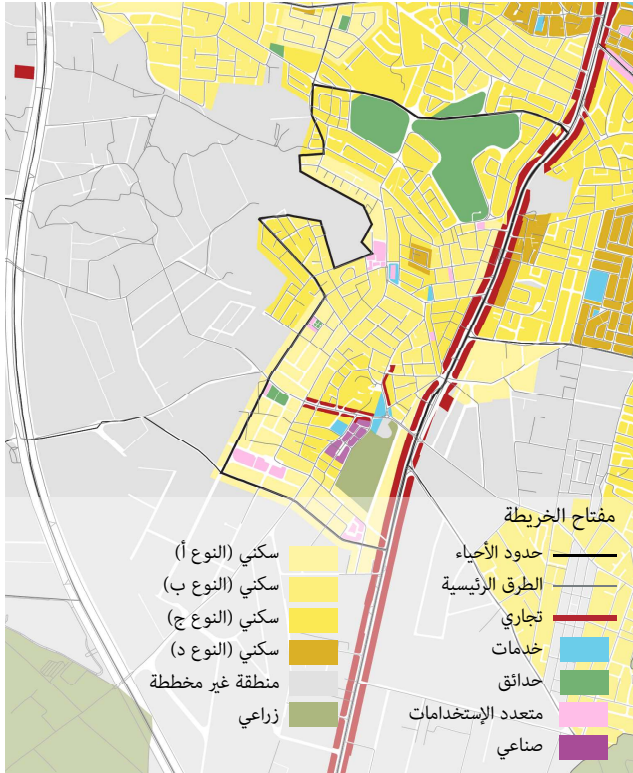 مفتاح الخريطة
حدود الأحياء
الطرق الرئيسية
تجاري
خدمات
حدائق
متعدد الإستخدامات
صناعي
سكني (النوع أ)
سكني (النوع ب)
سكني (النوع ج)
سكني (النوع د)
منطقة غير مخططة
زراعي